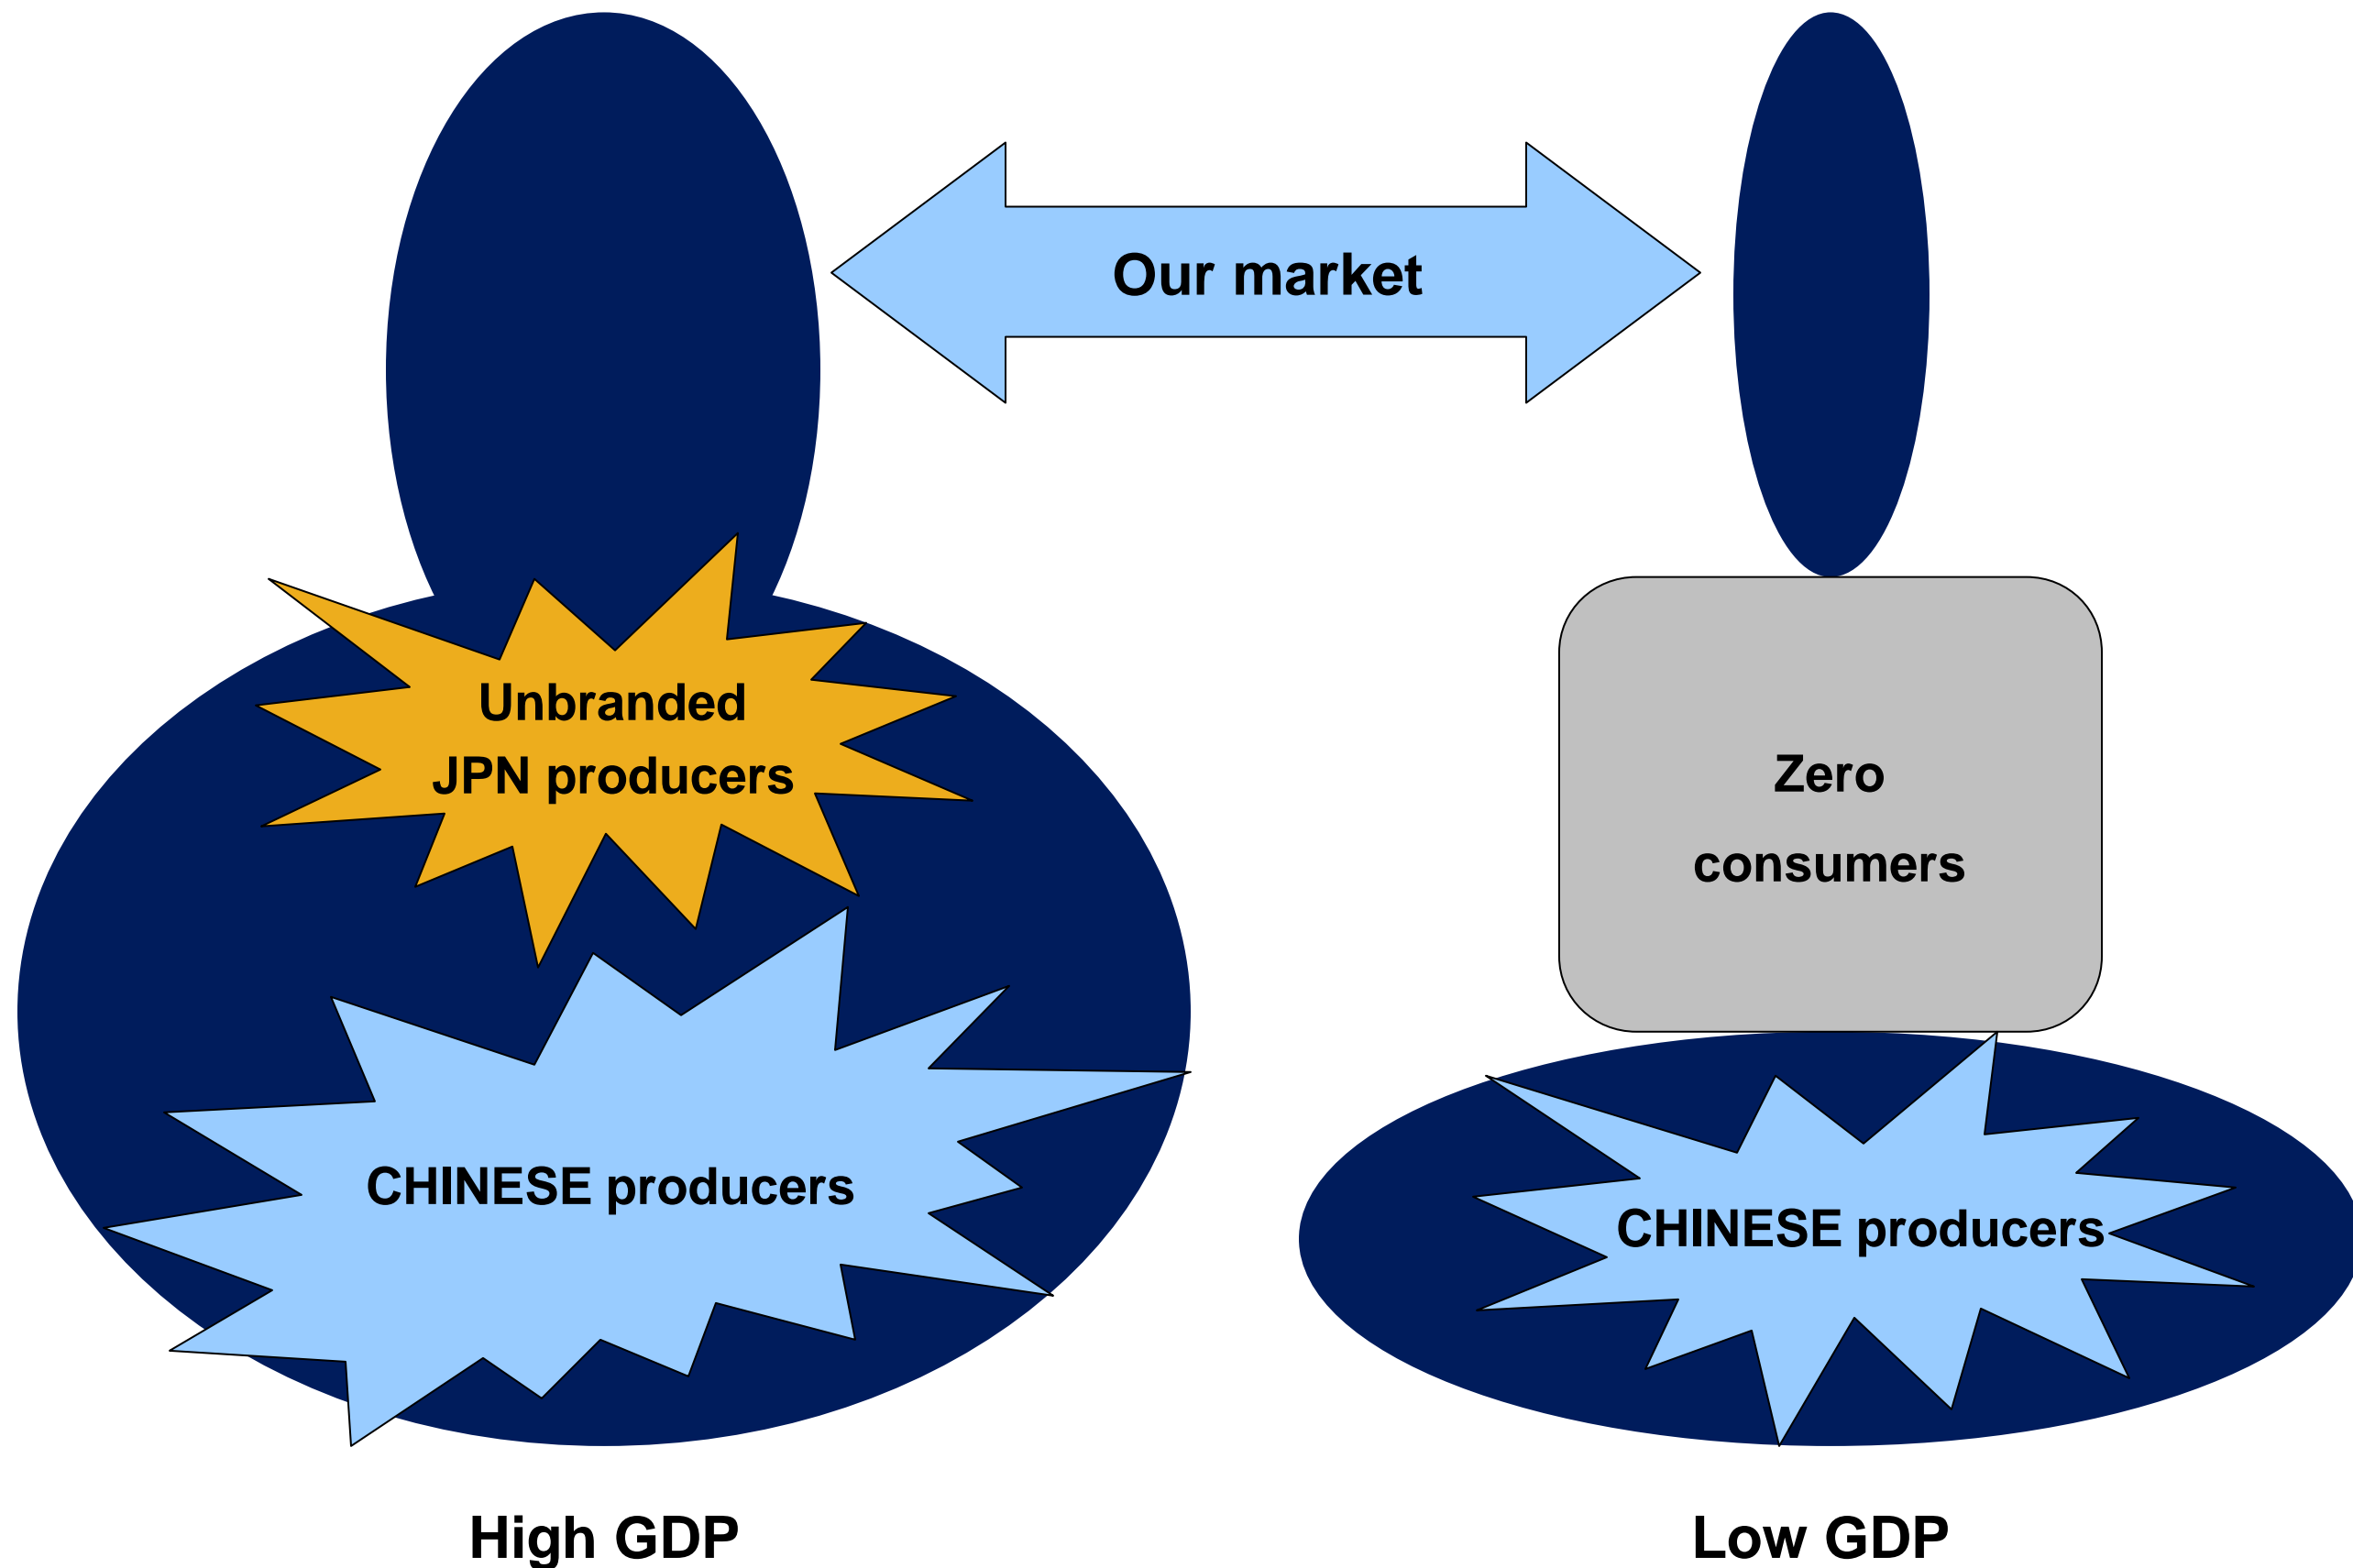 Our market
Unbranded
JPN producers
Zero
consumers
CHINESE producers
CHINESE producers
High GDP
Low GDP